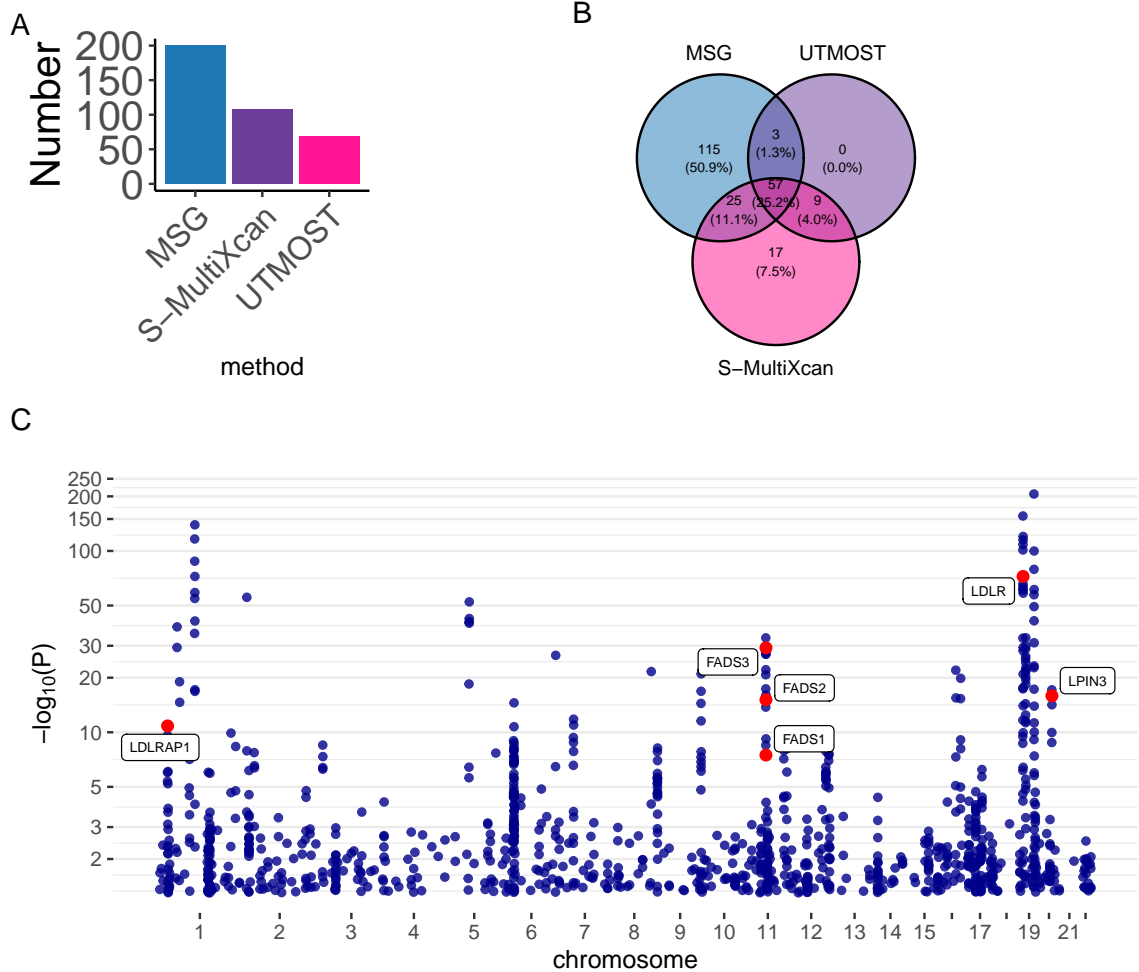 A
Number
200
150
100
50
0
MSG
S−MultiXcan
UTMOST
method
B
MSG
UTMOST
3
(1.3%)
115
(50.9%)
0
(0.0%)
57
(25.2%)
25
(11.1%)
9
(4.0%)
17
(7.5%)
S−MultiXcan
C
−log10(P)
250
200
150
100
50
30
20
10
5
3
2
LDLR
FADS3
FADS2
LPIN3
FADS1
LDLRAP1
1 2 3 4 5 6 7 8 9 10 11 12 13 14 15 17 19 21
chromosome